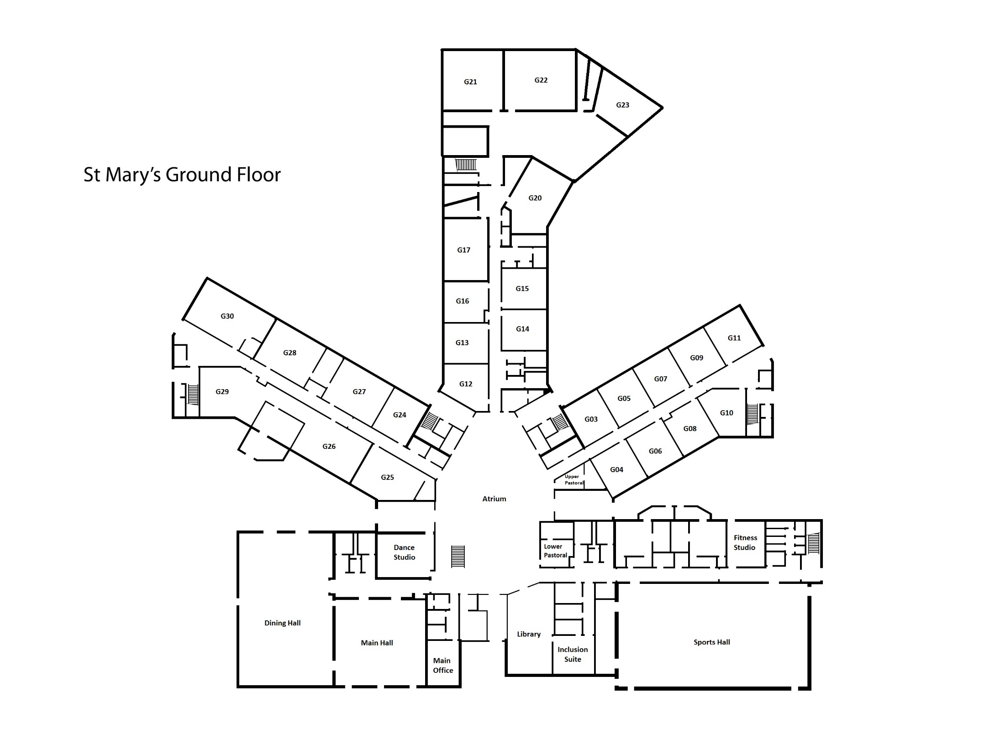 St Mary's Ground Floor
G21
G22
G23
G20
G17
G15
G16
G14
G13
G12
G30
G28
G29
G27
G24
G26
G25
G11
G09
G07
G05
G03
G10
G08
G06
G04
Upper
Pastoral
Atrium
Dance
Studio
Lower
Pastoral
Fitness
Studio
Dining Hall
Main Hall
Main
Office
Library
Inclusion
Suite
Sports Hall